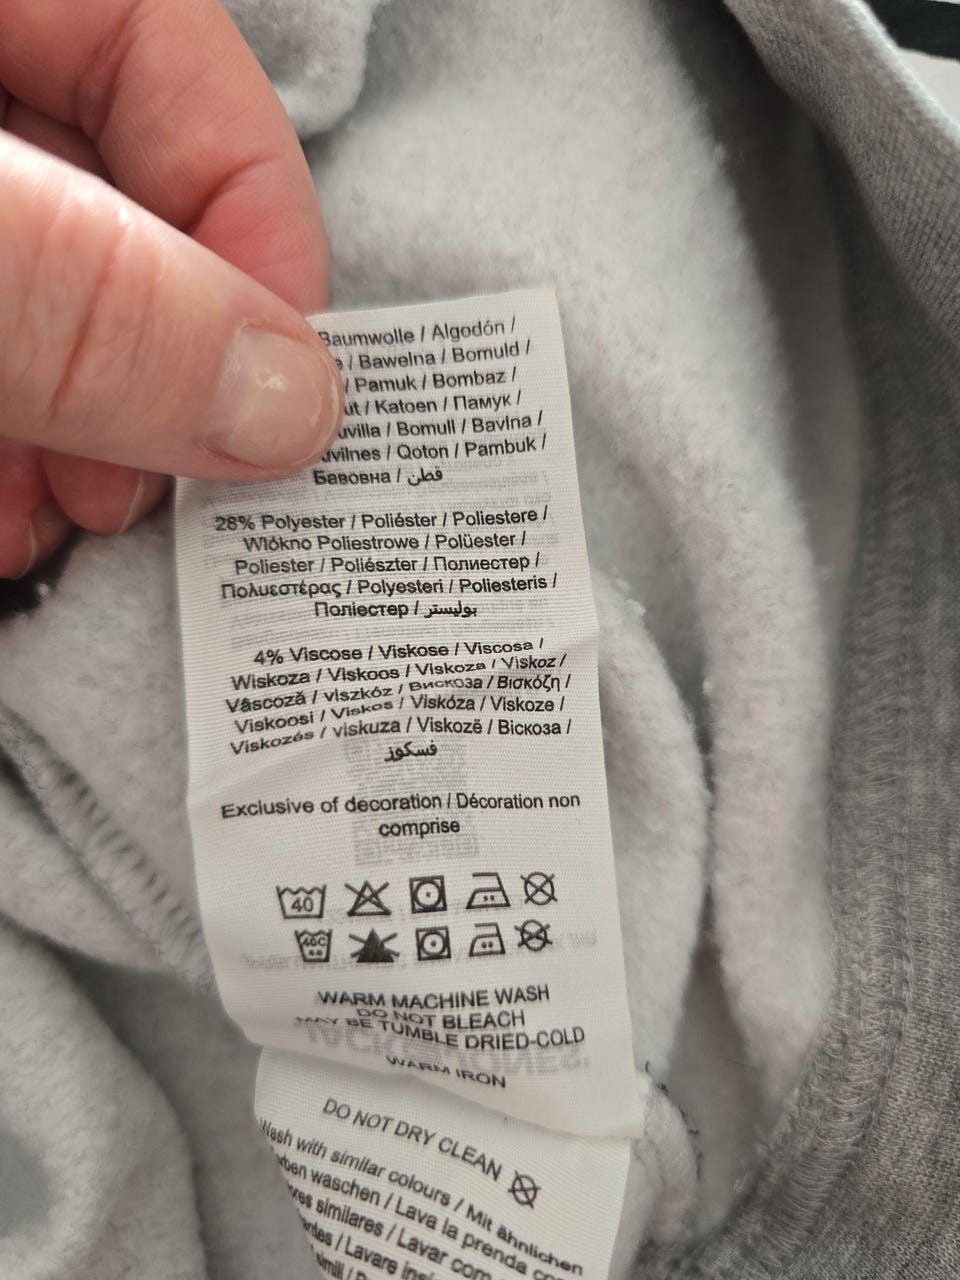 Baumwolle / Algodón /
/ Bawełna / Bomuld /
/ Pamuk / Bombaz /
/ Katoen / Памук /
/ Bomull / Bavlna /
/ Qoton / Pambuk /
Бавовна / قطن
28% Polyester / Poliéster / Poliestere /
Włókno Poliestrowe / Polüester /
Poliester / Poliészter / Полиестер /
Πολυεστέρας / Polyesteri / Poliesteris /
Поліестер / بوليستر
4% Viscose / Viskose / Viscosa /
Wiskoza / Viskoos / Viskoza / Viskoz /
Vâscoză / viszkóz / Вискоза / Βισκόζη /
Viskoosi / Viskos / Viskóza / Viskoze /
Viskozés / viskuza / Viskozë / Віскоза /
فسكوز
Exclusive of decoration / Décoration non
comprise
40
40C
WARM MACHINE WASH
DO NOT BLEACH
MAY BE TUMBLE DRIED-COLD
WARM IRON
DO NOT DRY CLEAN
Wash with similar colours / Mit ähnlichen
waschen / Lava la prenda
similares / Lavar
/ Lavare